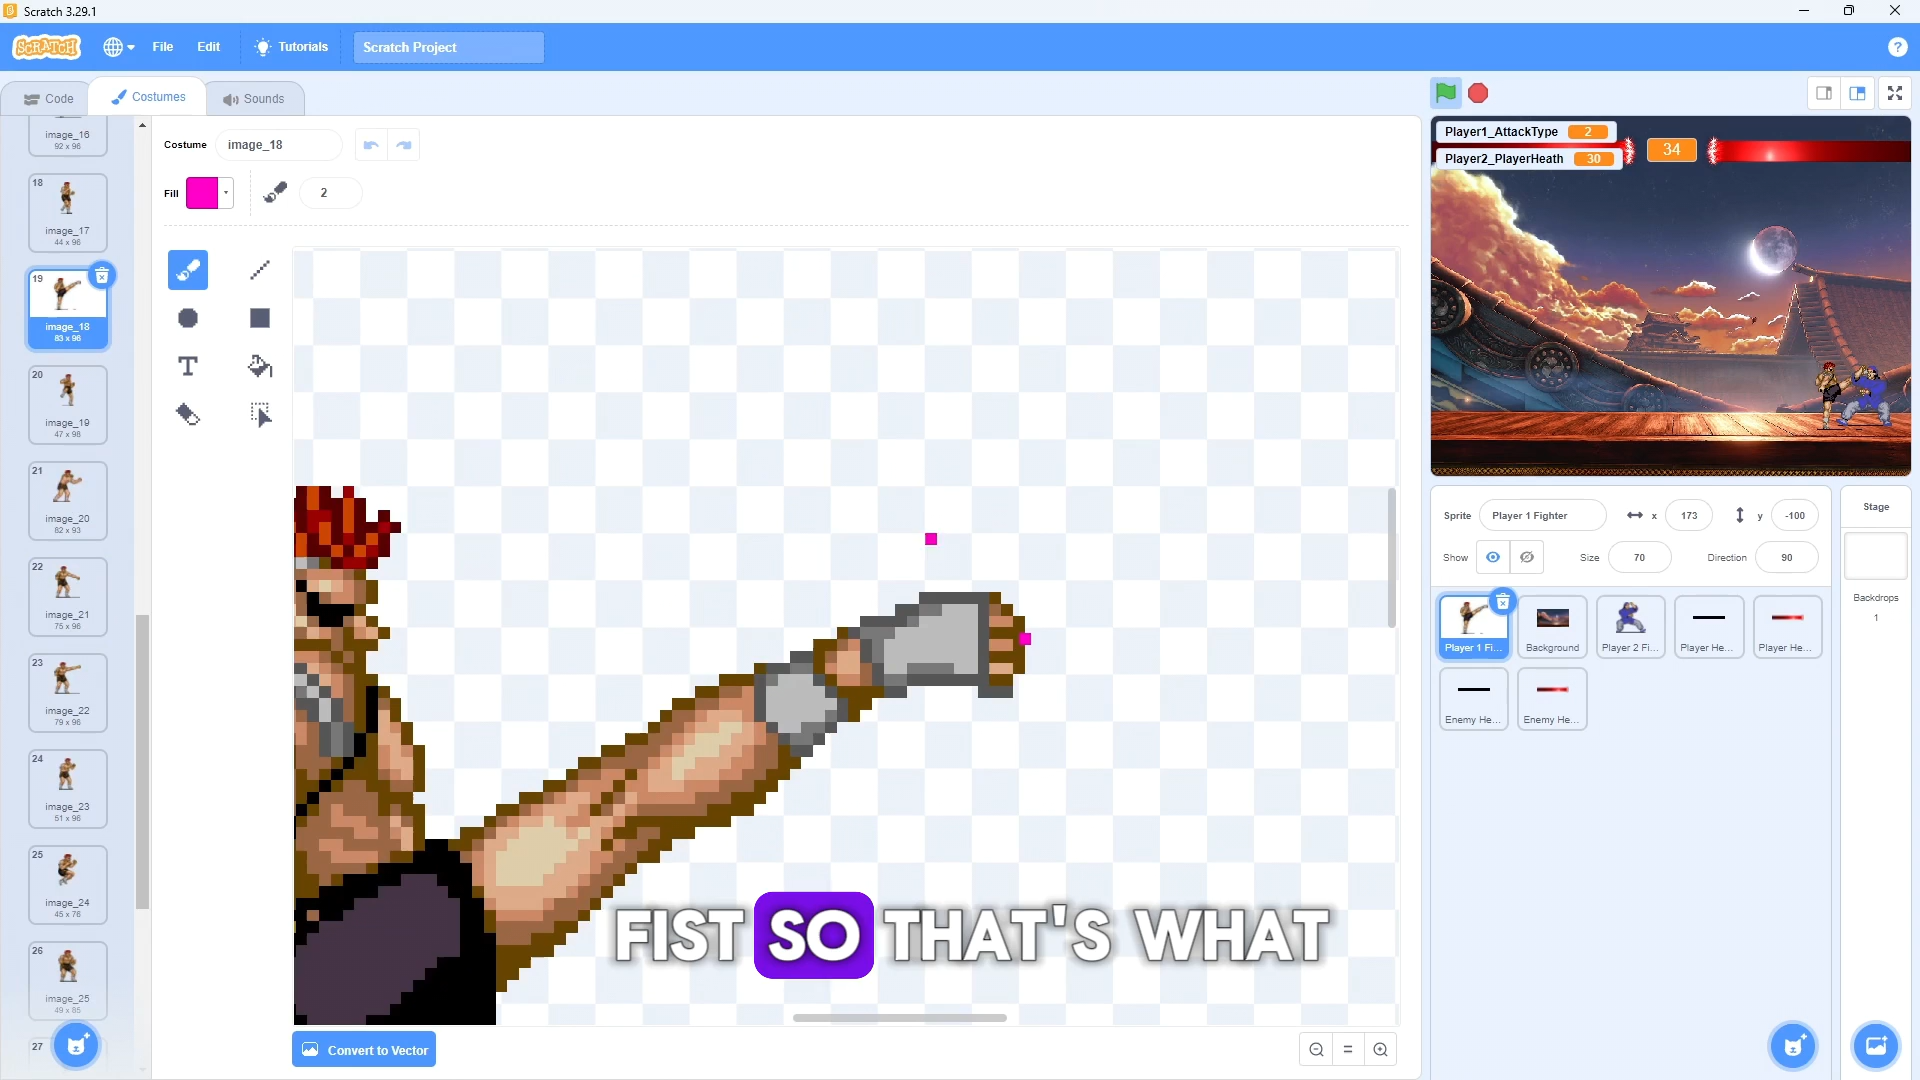 Scratch 3.29.1
SCRATCH File Edit Tutorials Scratch Project
Code Costumes Sounds
image_16
92 x 96
18
image_17
44 x 96
19
image_18
83 x 96
20
image_19
47 x 98
21
image_20
62 x 93
22
image_21
75 x 96
23
image_22
79 x 96
24
image_23
51 x 96
25
image_24
45 x 76
26
image_25
49 x 85
27
Costume image_18
Fill 2
T
FIST SO THAT'S WHAT
Convert to Vector
Player1_AttackType 2
Player2_PlayerHeath 30
34
Sprite Player 1 Fighter x 173 y -100
Show Size 70 Direction 90
Player 1 Fi... Background Player 2 Fi... Player He... Player He...
Enemy He... Enemy He...
Stage
Backdrops
1